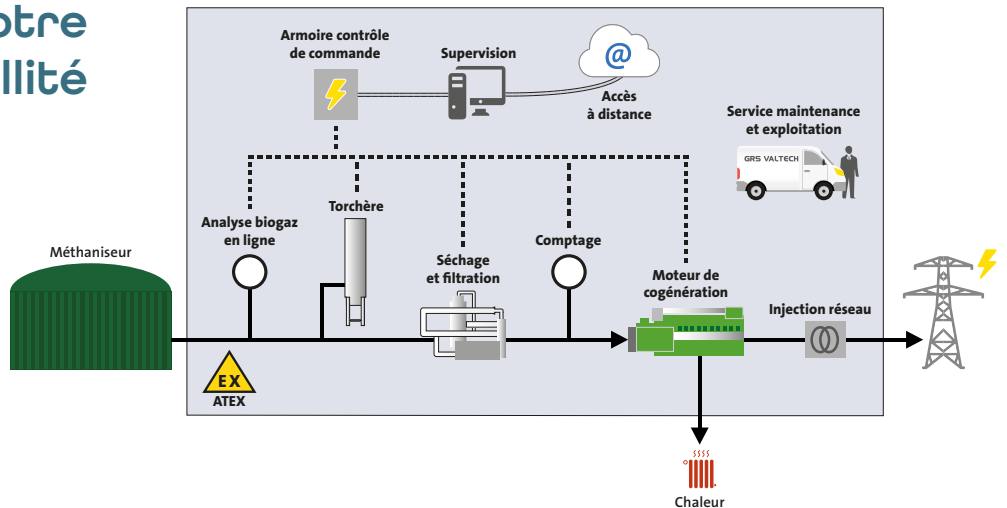 otre
llité
Armoire contrôle
de commande
Supervision
@
Accès
à distance
Service maintenance
et exploitation
GRS VALTECH
Analyse biogaz
en ligne
Torchère
Séchage
et filtration
Comptage
Moteur de
cogénération
Injection réseau
Méthaniseur
EX
ATEX
Chaleur